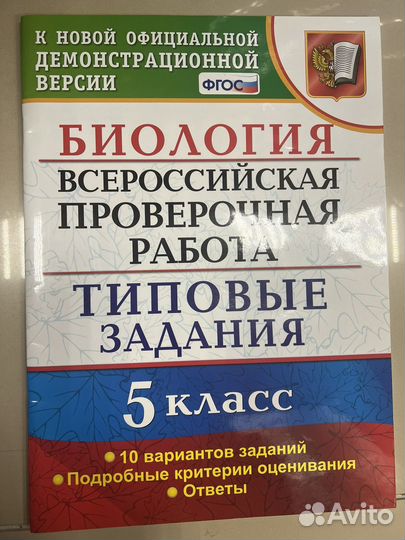 К НОВОЙ ОФИЦИАЛЬНОЙ
ДЕМОНСТРАЦИОННОЙ
ВЕРСИИ
ФГОС
БИОЛОГИЯ
ВСЕРОССИЙСКАЯ
ПРОВЕРОЧНАЯ
РАБОТА
ТИПОВЫЕ
ЗАДАНИЯ
5 КЛАСС
• 10 вариантов заданий
• Подробные критерии оценивания
• Ответы
Avito